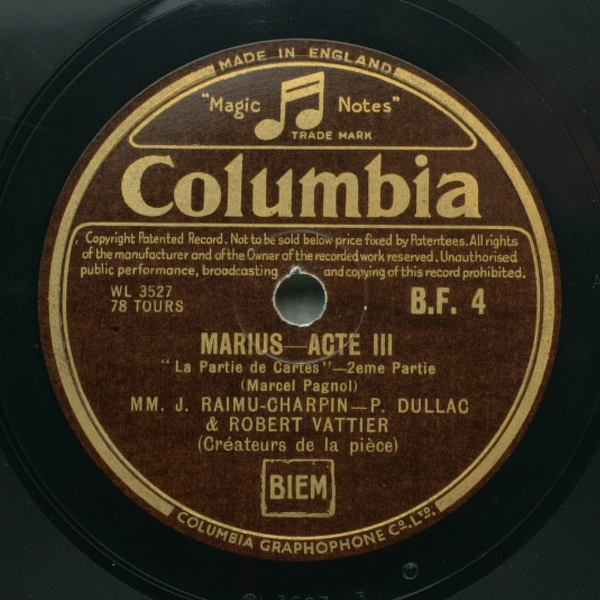 MADE IN ENGLAND
"Magic Notes"
TRADE MARK
Columbia
Copyright Patented Record. Not to be sold below price fixed by Patentees. All rights
of the manufacturer and of the Owner of the recorded work reserved. Unauthorised
public performance, broadcasting and copying of this record prohibited.
WL 3527
78 TOURS
B.F. 4
MARIUS—ACTE III
"La Partie de Cartes"—2eme Partie
(Marcel Pagnol)
MM. J. RAIMU-CHARPIN—P. DULLAC
& ROBERT VATTIER
(Créateurs de la pièce)
BIEM
COLUMBIA GRAPHOPHONE Co. LTD.